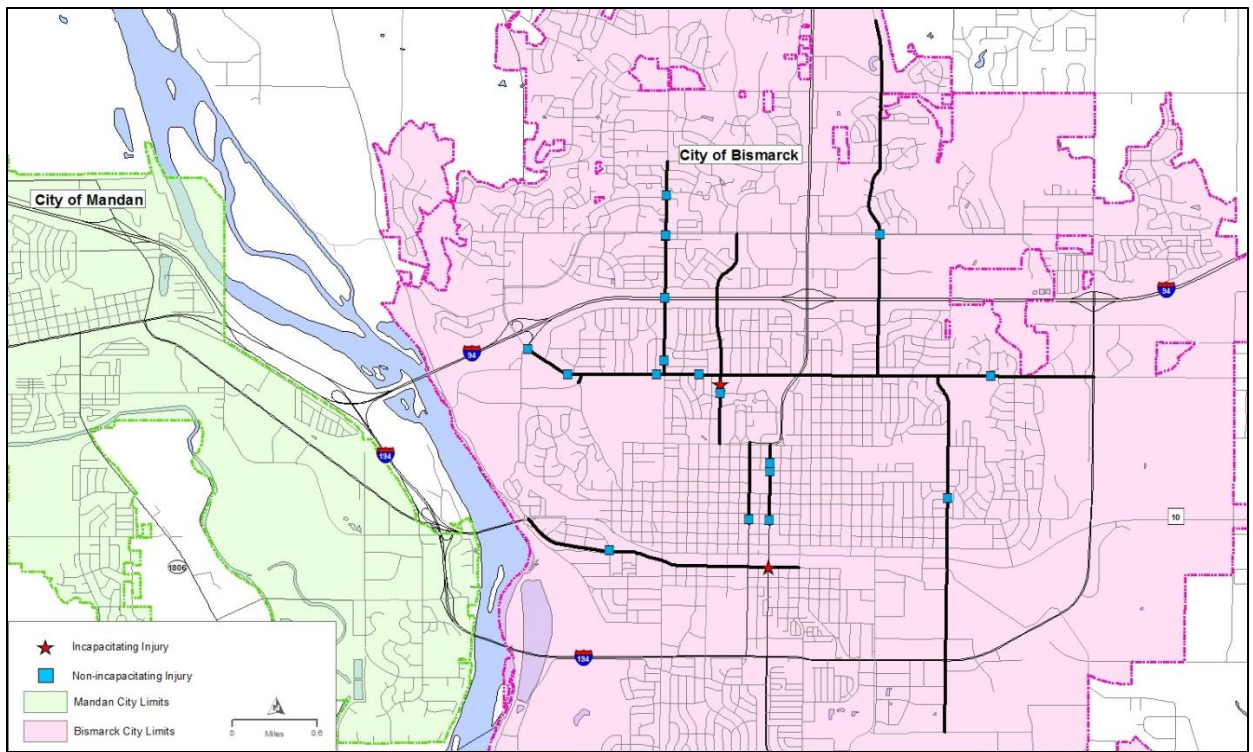 City of Bismarck
City of Mandan
94
94
194
10
1806
194
Incapacitating Injury
Non-incapacitating Injury
Mandan City Limits
Bismarck City Limits
0 Miles 0.6